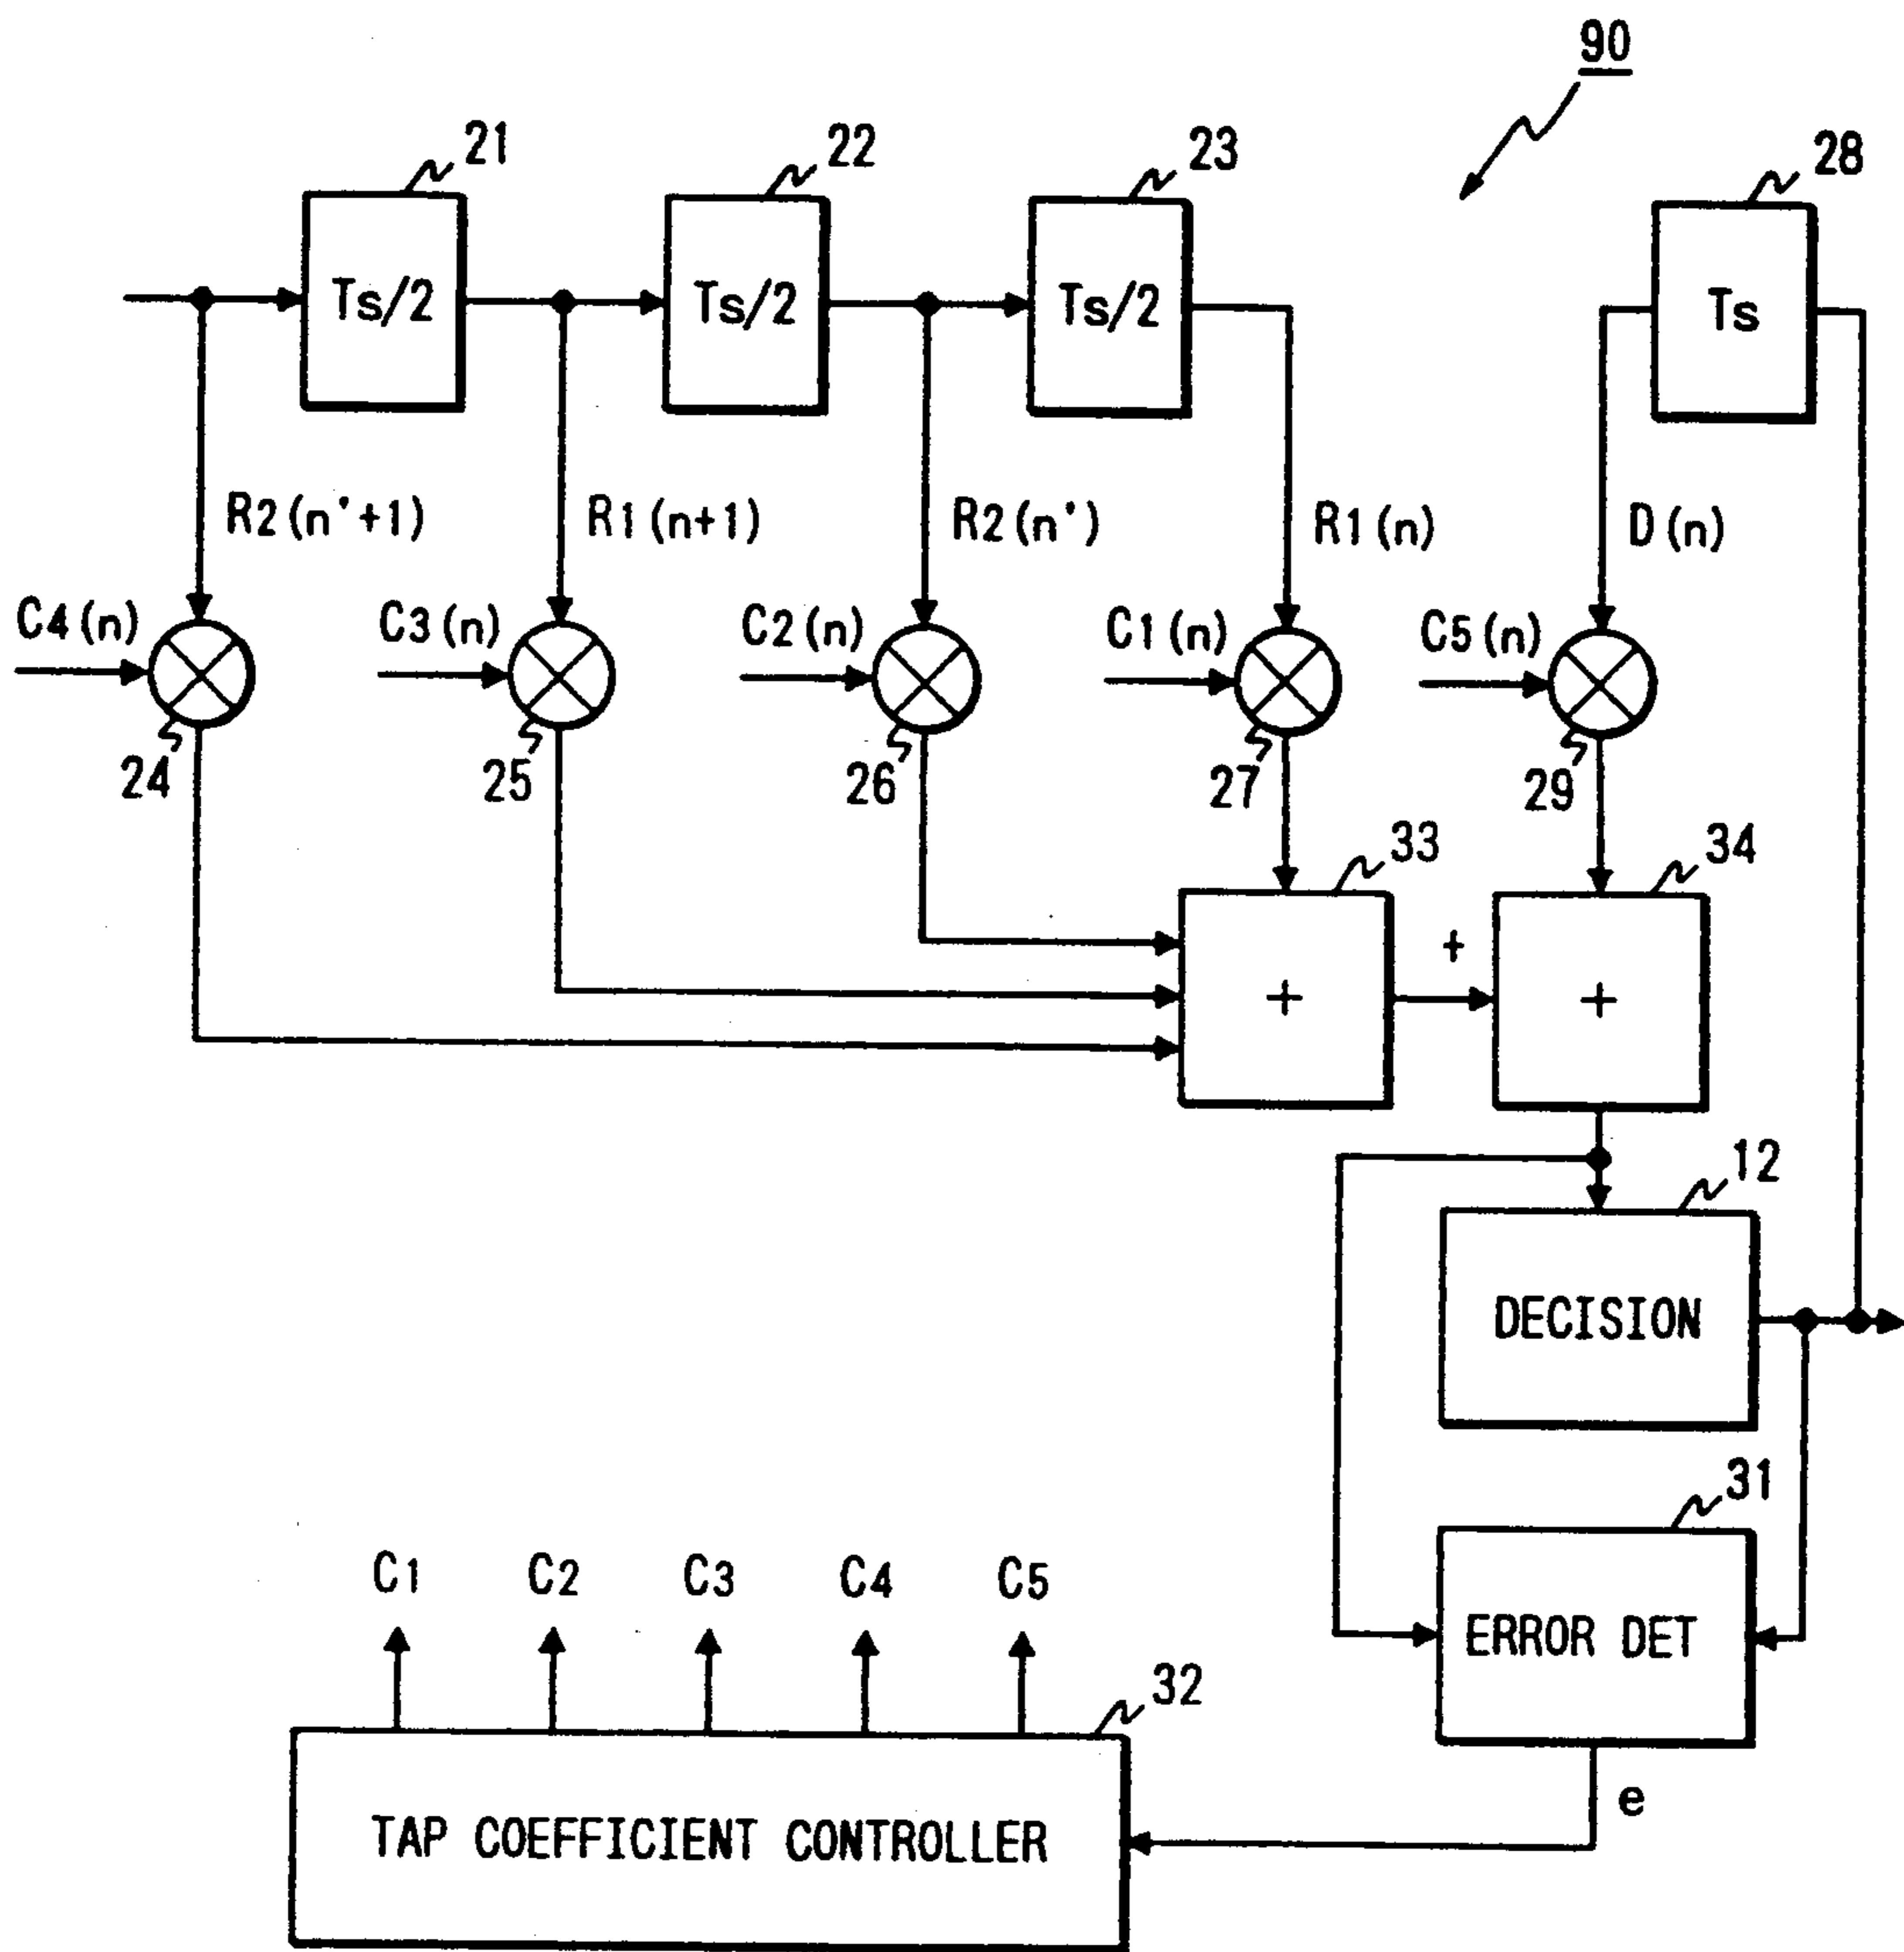 90
21
22
23
28
Ts/2
Ts/2
Ts/2
Ts
R2(n'+1)
R1(n+1)
R2(n')
R1(n)
D(n)
C4(n)
C3(n)
C2(n)
C1(n)
C5(n)
24
25
26
27
29
33
34
+
+
+
12
DECISION
31
ERROR DET
C1
C2
C3
C4
C5
32
e
TAP COEFFICIENT CONTROLLER